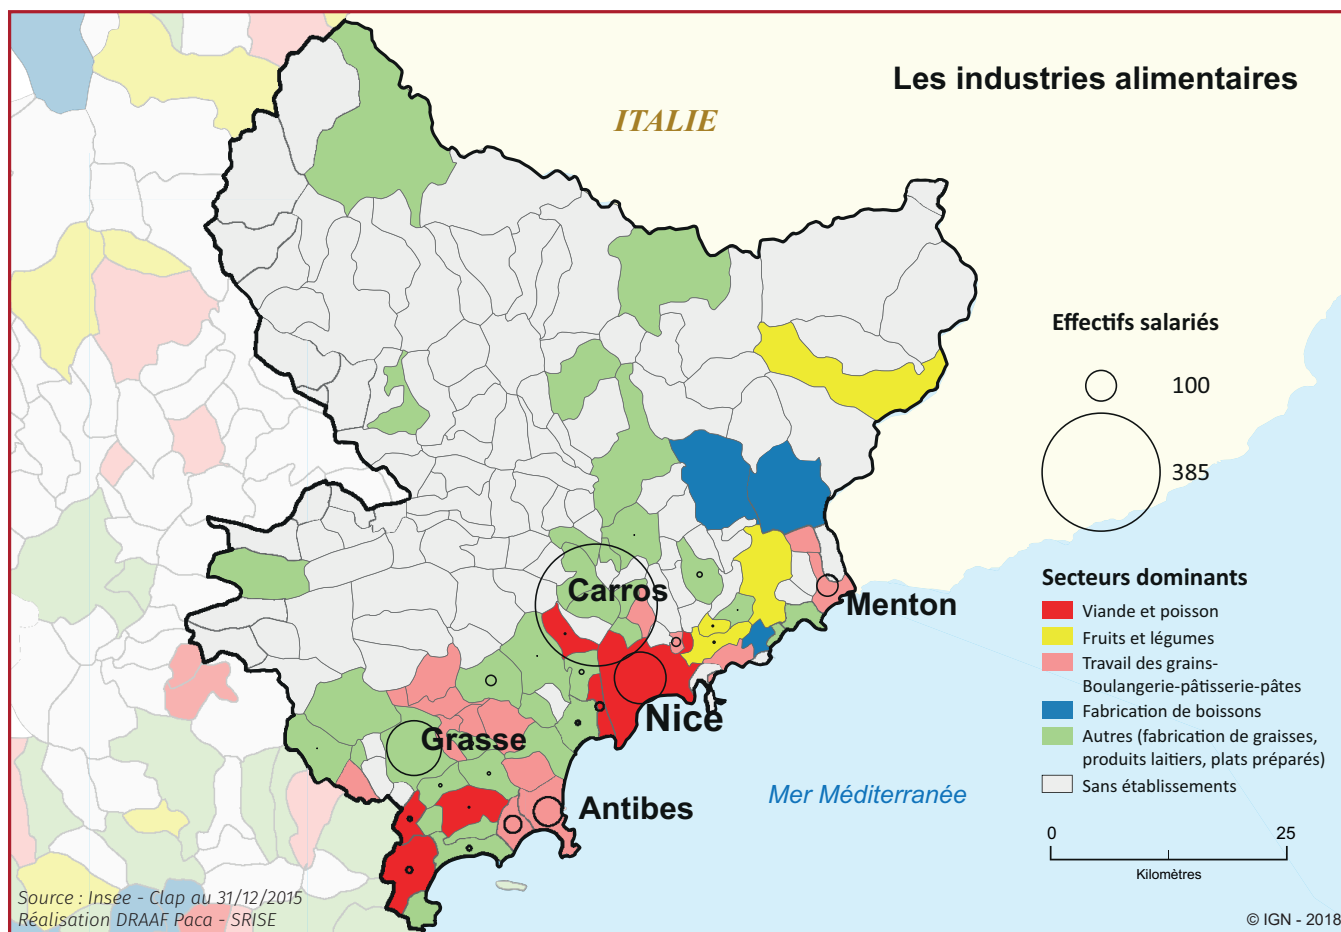 Les industries alimentaires
ITALIE
Effectifs salariés
100
385
Carros
Menton
Secteurs dominants
Viande et poisson
Fruits et légumes
Travail des grains-
Boulangerie-pâtisserie-pâtes
Fabrication de boissons
Autres (fabrication de graisses,
produits laitiers, plats préparés)
Sans établissements
Nice
Grasse
Antibes
Mer Méditerranée
0 25
Kilomètres
Source : Insee - Clap au 31/12/2015
Réalisation DRAAF Paca - SRISE
© IGN - 2018